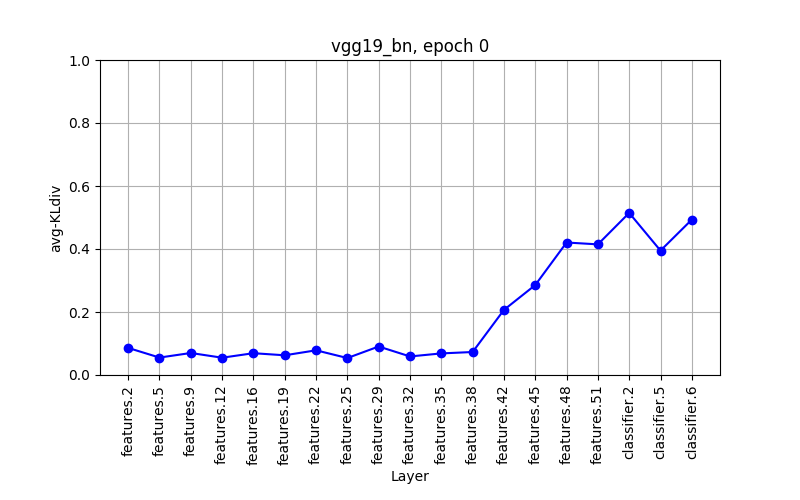 vgg19_bn, epoch 0
1.0
0.8
0.6
0.4
0.2
0.0
avg-KLdiv
features.2
features.5
features.9
features.12
features.16
features.19
features.22
features.25
features.29
features.32
features.35
features.38
features.42
features.45
features.48
features.51
classifier.2
classifier.5
classifier.6
Layer